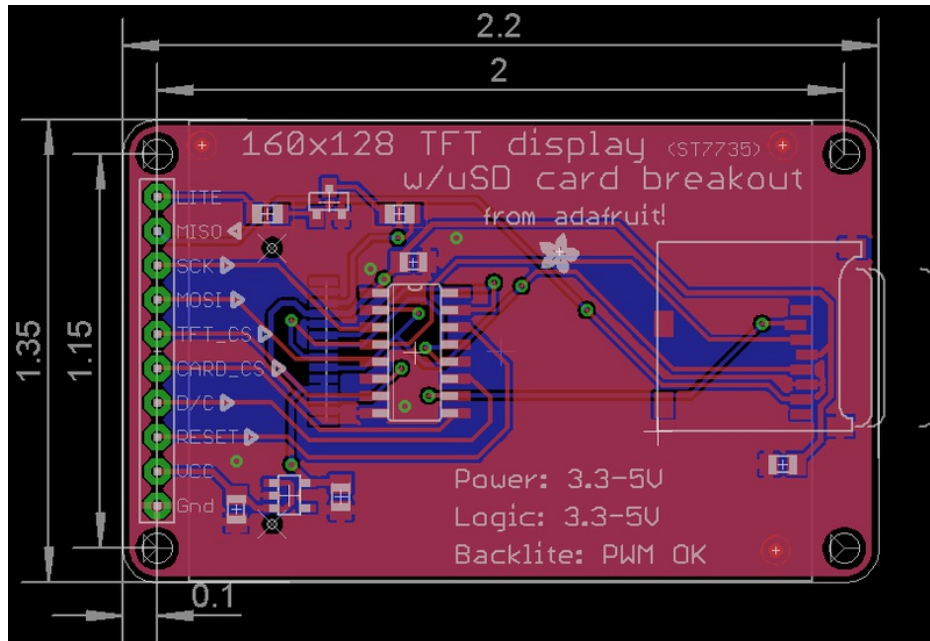 2.2
2
160x128 TFT display (ST7735)
w/uSD card breakout
from adafruit!
LITE
MISO
SCK
MOSI
TFT_CS
CARD_CS
D/C
RESET
VCC
Gnd
1.35
1.15
Power: 3.3-5V
Logic: 3.3-5V
Backlite: PWM OK
0.1